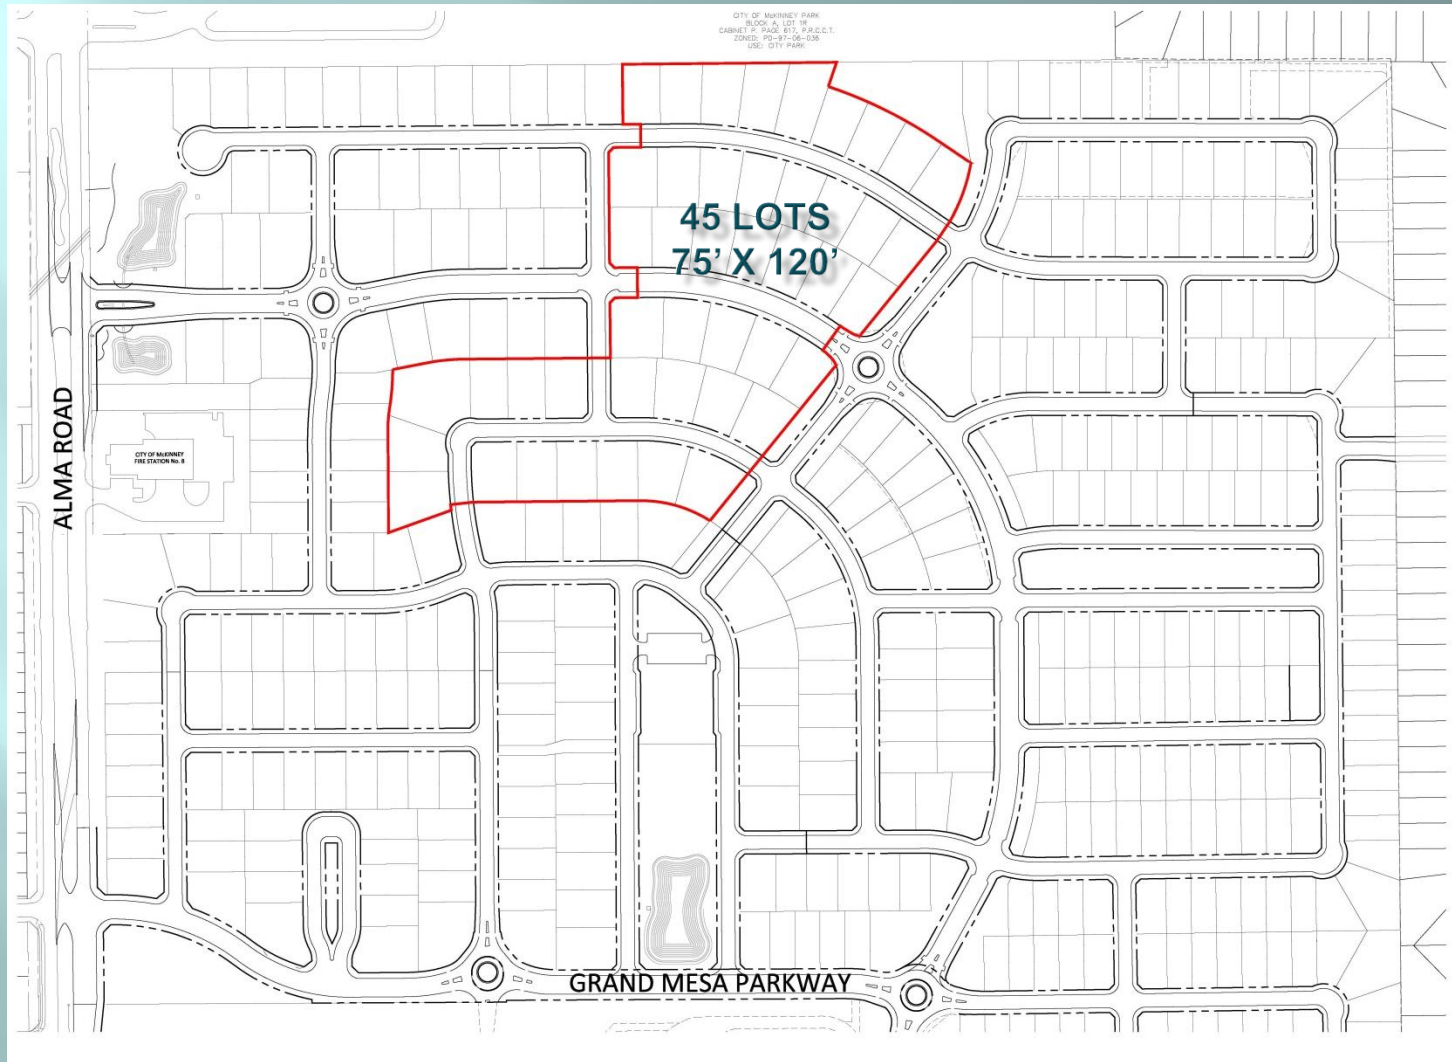 CITY OF McKINNEY PARK
BLOCK A, LOT 1R
CABINET P, PAGE 617, P.R.C.C.T.
ZONED: PD-97-06-036
USE: CITY PARK
45 LOTS
75’ X 120’
ALMA ROAD
CITY OF McKINNEY
FIRE STATION No. 8
GRAND MESA PARKWAY